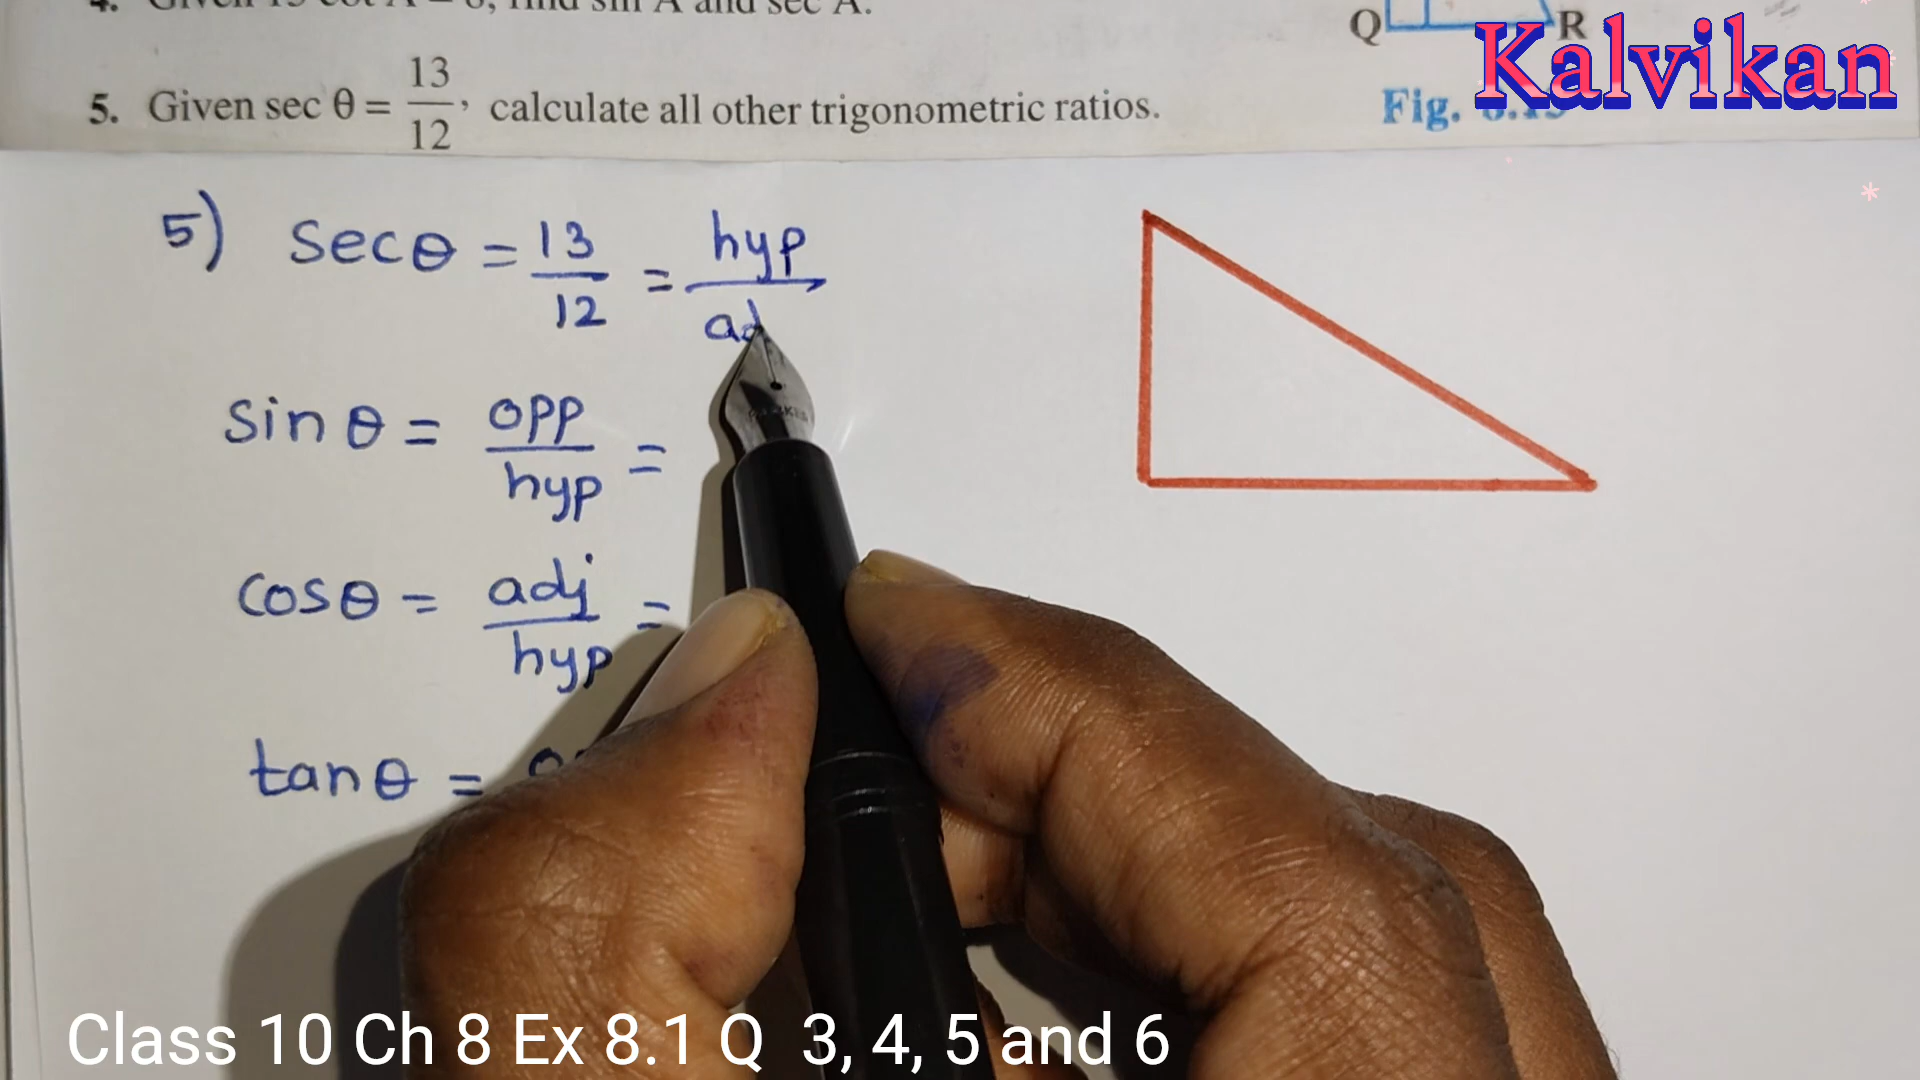 Q R
Kalvikan
5. Given sec θ = 13/12, calculate all other trigonometric ratios.
Fig.
5) secθ = 13/12 = hyp/ad
sin θ = opp/hyp =
cosθ = adj/hyp =
tanθ =
Class 10 Ch 8 Ex 8.1 Q 3, 4, 5 and 6